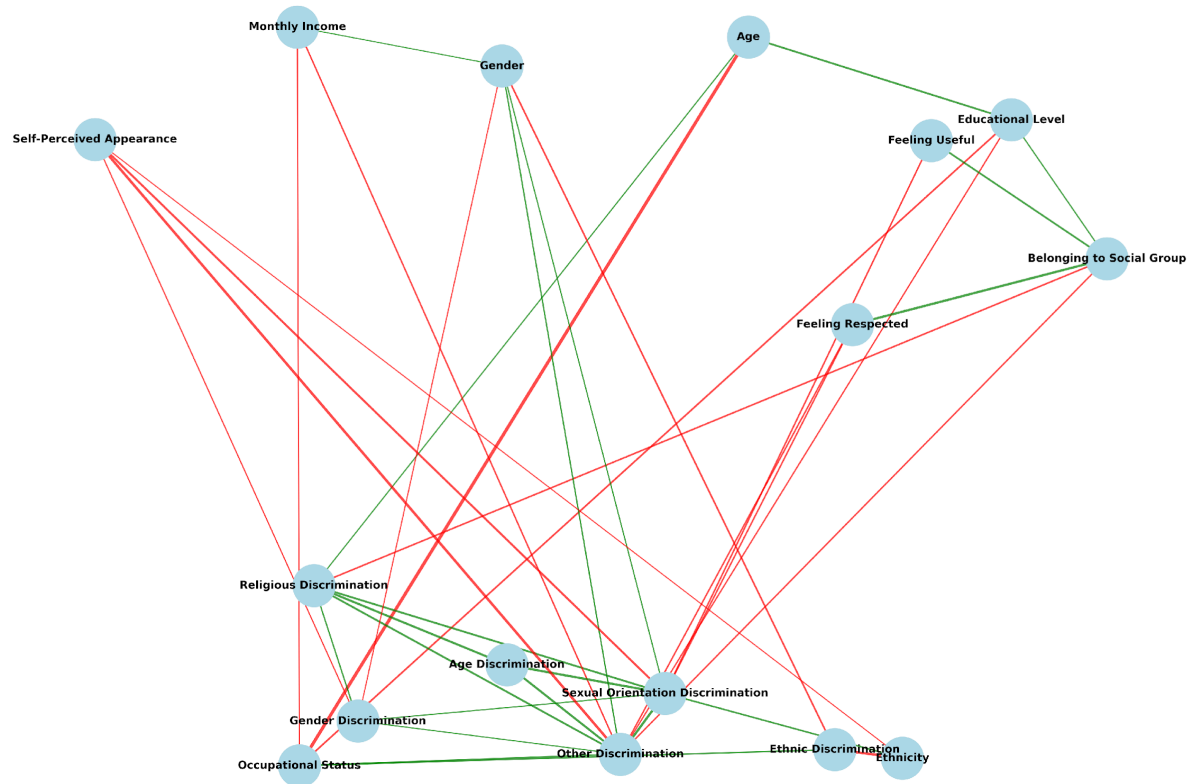 Monthly Income
Age
Gender
Educational Level
Self-Perceived Appearance
Feeling Useful
Belonging to Social Group
Feeling Respected
Religious Discrimination
Age Discrimination
Sexual Orientation Discrimination
Gender Discrimination
Ethnic Discrimination
Other Discrimination
Ethnicity
Occupational Status